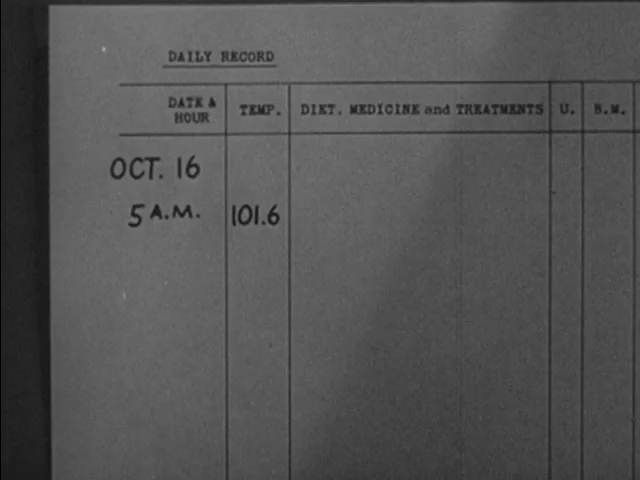 DAILY RECORD
DATE & HOUR TEMP. DIET, MEDICINE and TREATMENTS U. B.M.
OCT. 16
5 A.M. 101.6